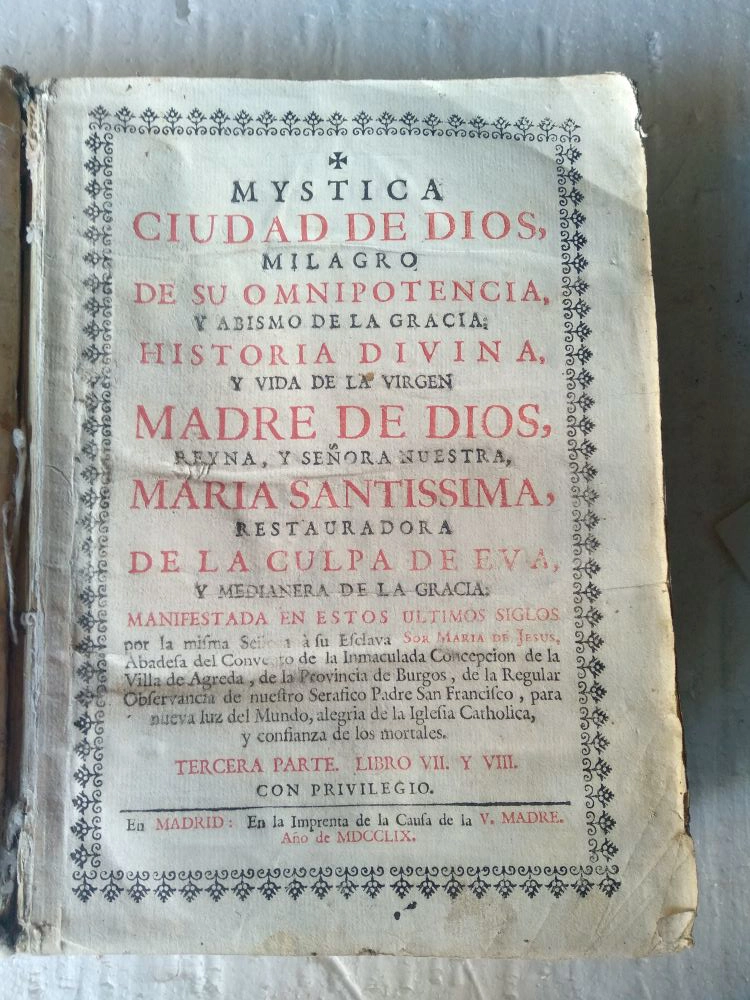 ✠
MYSTICA
CIUDAD DE DIOS,
MILAGRO
DE SU OMNIPOTENCIA,
Y ABISMO DE LA GRACIA:
HISTORIA DIVINA,
Y VIDA DE LA VIRGEN
MADRE DE DIOS,
REYNA, Y SEÑORA NUESTRA,
MARIA SANTISSIMA,
RESTAURADORA
DE LA CULPA DE EVA,
Y MEDIANERA DE LA GRACIA:
MANIFESTADA EN ESTOS ULTIMOS SIGLOS
por la miſma Señora à ſu Eſclava SOR MARIA DE JESUS,
Abadeſa del Convento de la Inmaculada Concepcion de la
Villa de Agreda, de la Provincia de Burgos, de la Regular
Obſervancia de nueſtro Serafico Padre San Franciſco, para
nueva luz del Mundo, alegria de la Igleſia Catholica,
y confianza de los mortales.
TERCERA PARTE. LIBRO VII. Y VIII.
CON PRIVILEGIO.
En MADRID: En la Imprenta de la Cauſa de la V. MADRE.
Año de MDCCLIX.